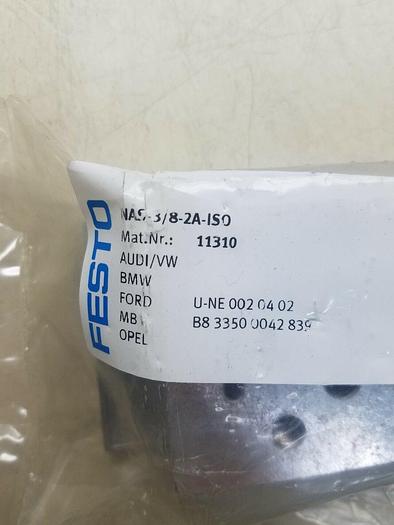 FESTO
NAS-3/8-2A-ISO
Mat.Nr.: 11310
AUDI/VW
BMW
FORD U-NE 002 04 02
MB B8 3350 0042 839
OPEL